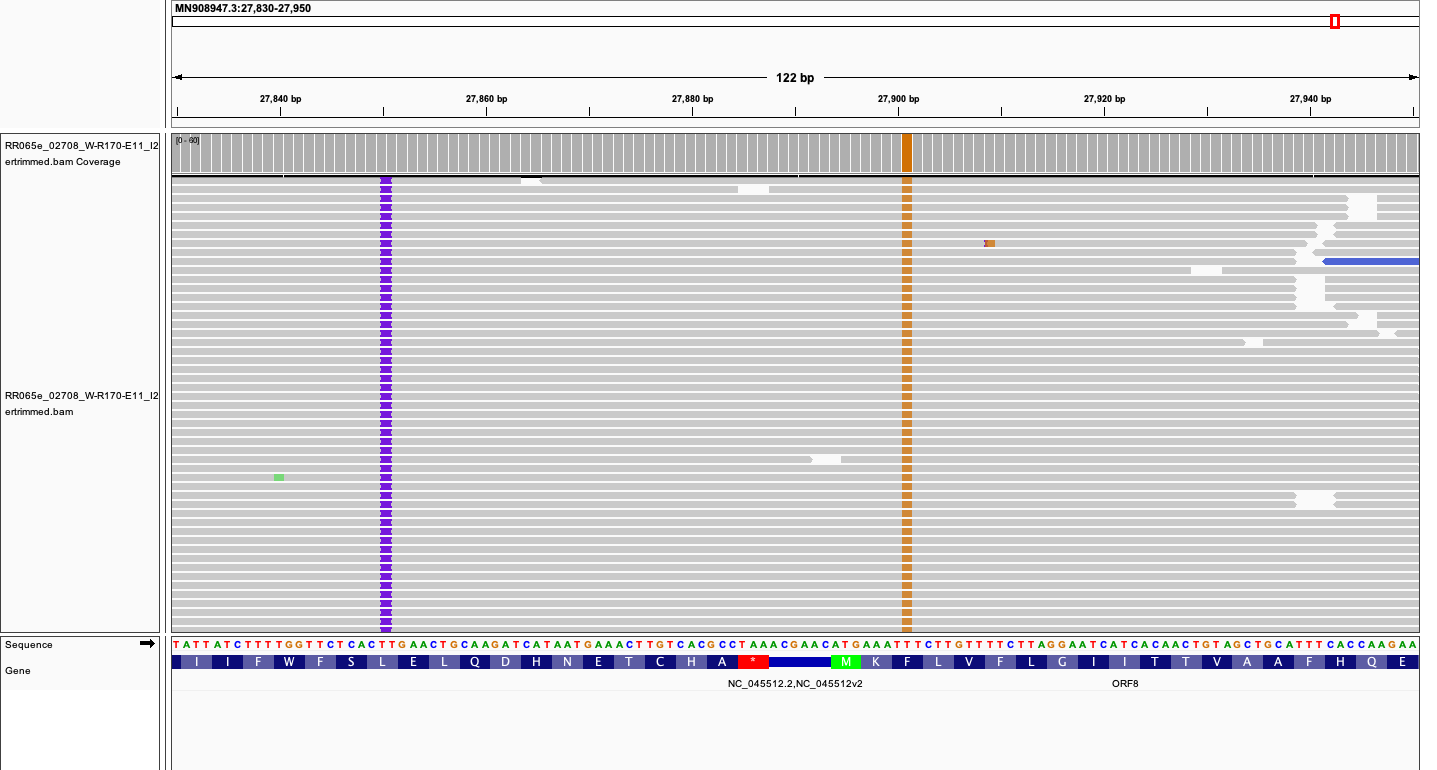 MN908947.3:27,830-27,950
122 bp
27,840 bp 27,860 bp 27,880 bp 27,900 bp 27,920 bp 27,940 bp
RR065e_02708_W-R170-E11_I2
ertrimmed.bam Coverage
[0 - 60]
RR065e_02708_W-R170-E11_I2
ertrimmed.bam
Sequence
TATTATCTTTTGGTTCTCACTTGAACTGCAAGATCATAATGAAACTTGTCACGCCTAAACGAACATGAAATTTCTTGTTTTCTTAGGAATCATCACAACTGTAGCTGCATTTCACCAAGAA
Gene
I I F W F S L E L Q D H N E T C H A * M K F L V F L G I I T T V A A F H Q E
NC_045512.2,NC_045512v2 ORF8